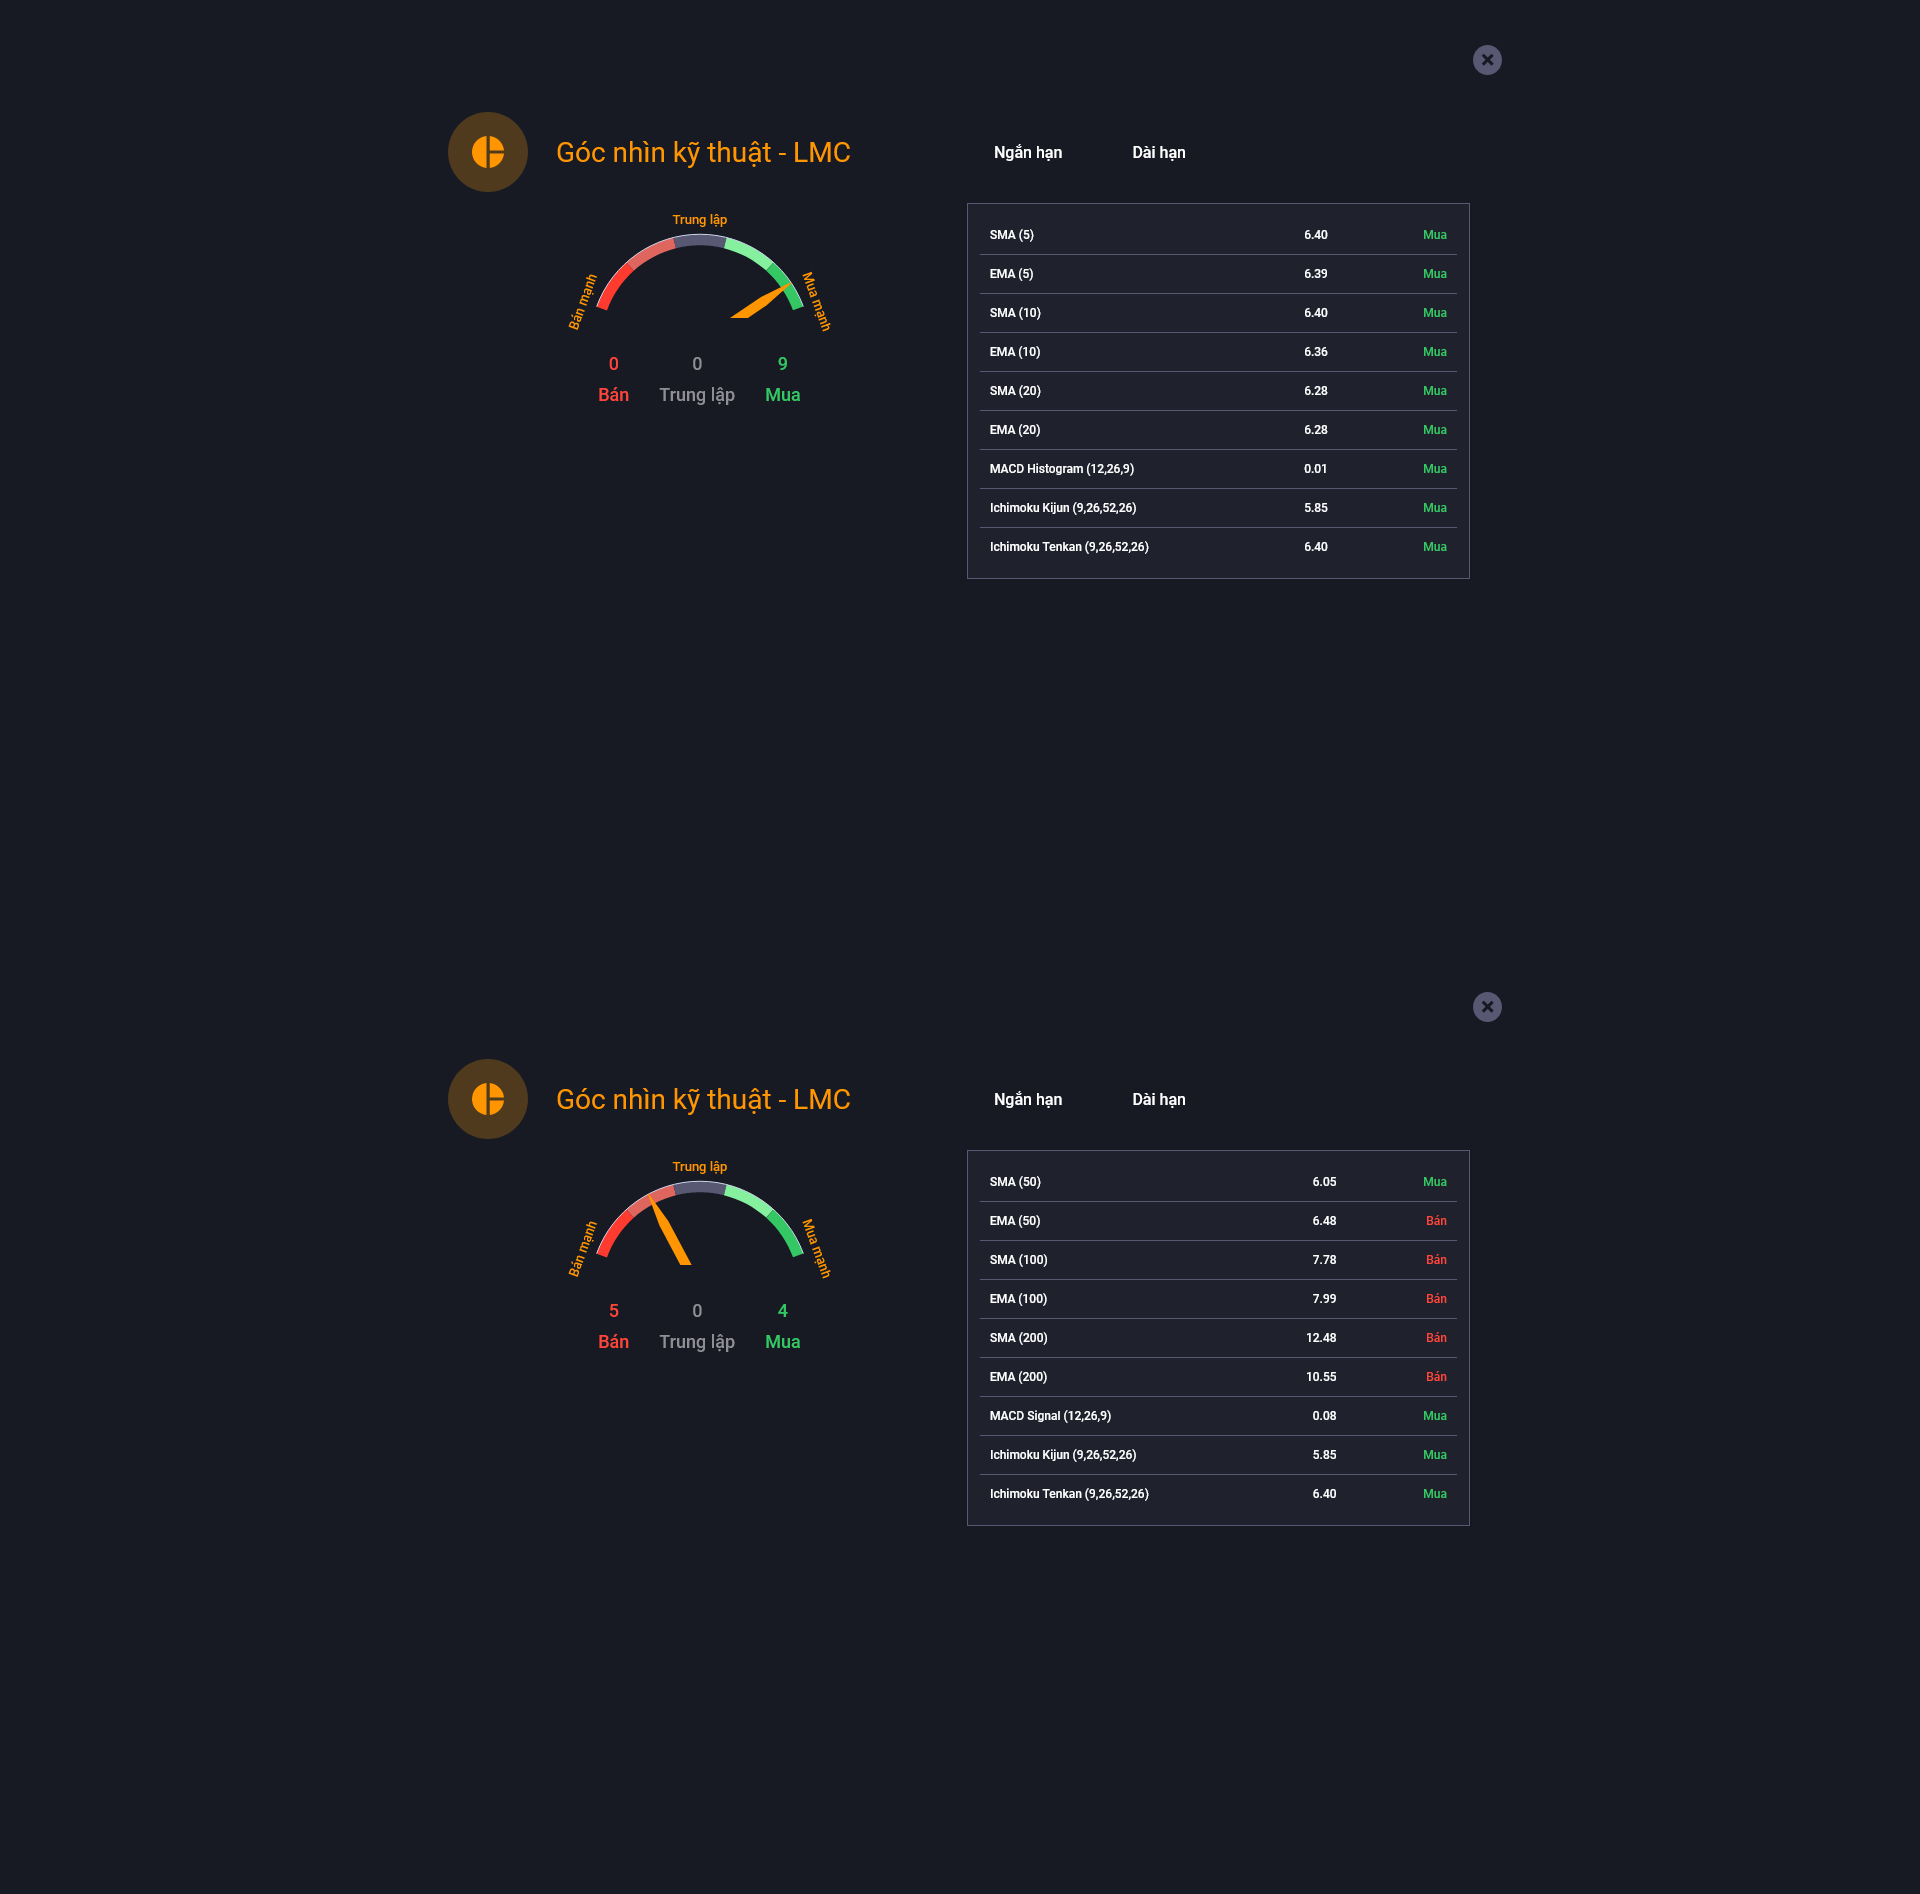 Góc nhìn kỹ thuật - LMC
Ngắn hạn Dài hạn
Trung lập
Bán mạnh
Mua mạnh
0 0 9
Bán Trung lập Mua
SMA (5) 6.40 Mua
EMA (5) 6.39 Mua
SMA (10) 6.40 Mua
EMA (10) 6.36 Mua
SMA (20) 6.28 Mua
EMA (20) 6.28 Mua
MACD Histogram (12,26,9) 0.01 Mua
Ichimoku Kijun (9,26,52,26) 5.85 Mua
Ichimoku Tenkan (9,26,52,26) 6.40 Mua
Góc nhìn kỹ thuật - LMC
Ngắn hạn Dài hạn
Trung lập
Bán mạnh
Mua mạnh
5 0 4
Bán Trung lập Mua
SMA (50) 6.05 Mua
EMA (50) 6.48 Bán
SMA (100) 7.78 Bán
EMA (100) 7.99 Bán
SMA (200) 12.48 Bán
EMA (200) 10.55 Bán
MACD Signal (12,26,9) 0.08 Mua
Ichimoku Kijun (9,26,52,26) 5.85 Mua
Ichimoku Tenkan (9,26,52,26) 6.40 Mua